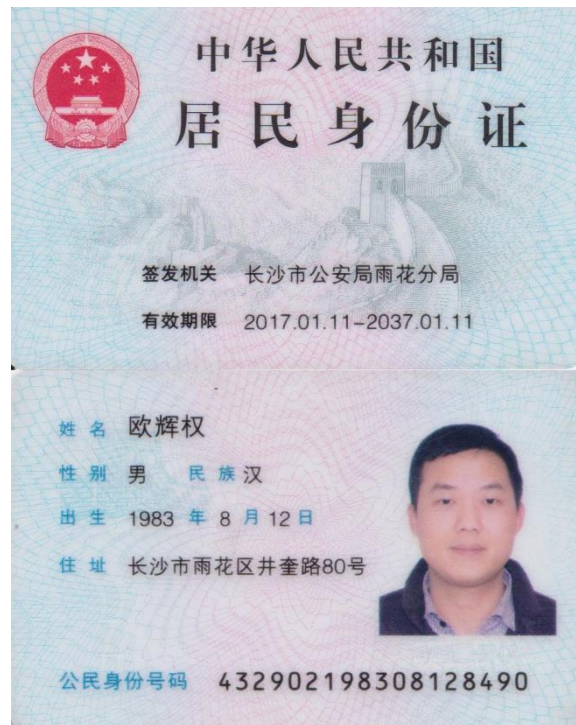 中华人民共和国
居民身份证
签发机关 长沙市公安局雨花分局
有效期限 2017.01.11-2037.01.11
姓名 欧辉权
性别 男 民族 汉
出生 1983 年 8 月 12 日
住址 长沙市雨花区井奎路80号
公民身份号码 432902198308128490